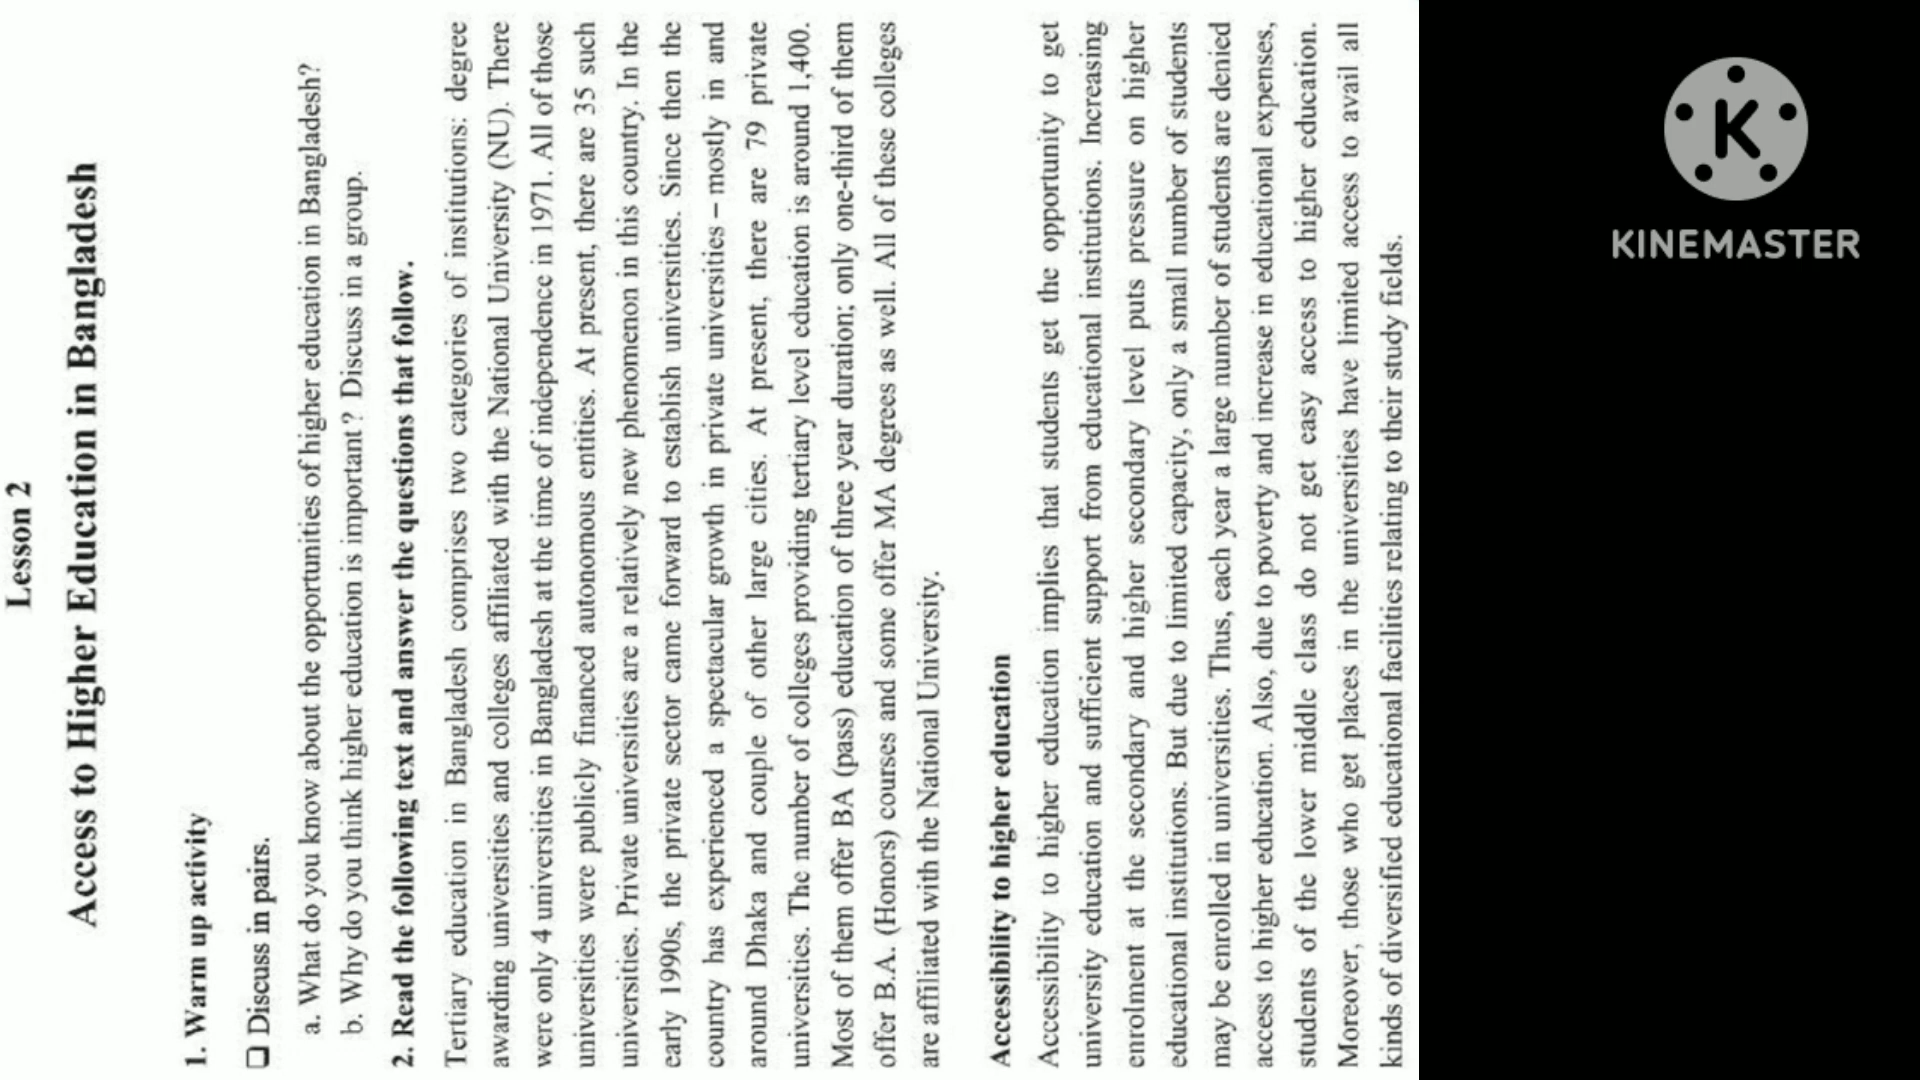 Lesson 2
Access to Higher Education in Bangladesh
1. Warm up activity
❏ Discuss in pairs.
a. What do you know about the opportunities of higher education in Bangladesh?
b. Why do you think higher education is important? Discuss in a group.
2. Read the following text and answer the questions that follow.
Tertiary education in Bangladesh comprises two categories of institutions: degree
awarding universities and colleges affiliated with the National University (NU). There
were only 4 universities in Bangladesh at the time of independence in 1971. All of those
universities were publicly financed autonomous entities. At present, there are 35 such
universities. Private universities are a relatively new phenomenon in this country. In the
early 1990s, the private sector came forward to establish universities. Since then the
country has experienced a spectacular growth in private universities – mostly in and
around Dhaka and couple of other large cities. At present, there are 79 private
universities. The number of colleges providing tertiary level education is around 1,400.
Most of them offer BA (pass) education of three year duration; only one-third of them
offer B.A. (Honors) courses and some offer MA degrees as well. All of these colleges
are affiliated with the National University.
Accessibility to higher education
Accessibility to higher education implies that students get the opportunity to get
university education and sufficient support from educational institutions. Increasing
enrolment at the secondary and higher secondary level puts pressure on higher
educational institutions. But due to limited capacity, only a small number of students
may be enrolled in universities. Thus, each year a large number of students are denied
access to higher education. Also, due to poverty and increase in educational expenses,
students of the lower middle class do not get easy access to higher education.
Moreover, those who get places in the universities have limited access to avail all
kinds of diversified educational facilities relating to their study fields.
K
KINEMASTER